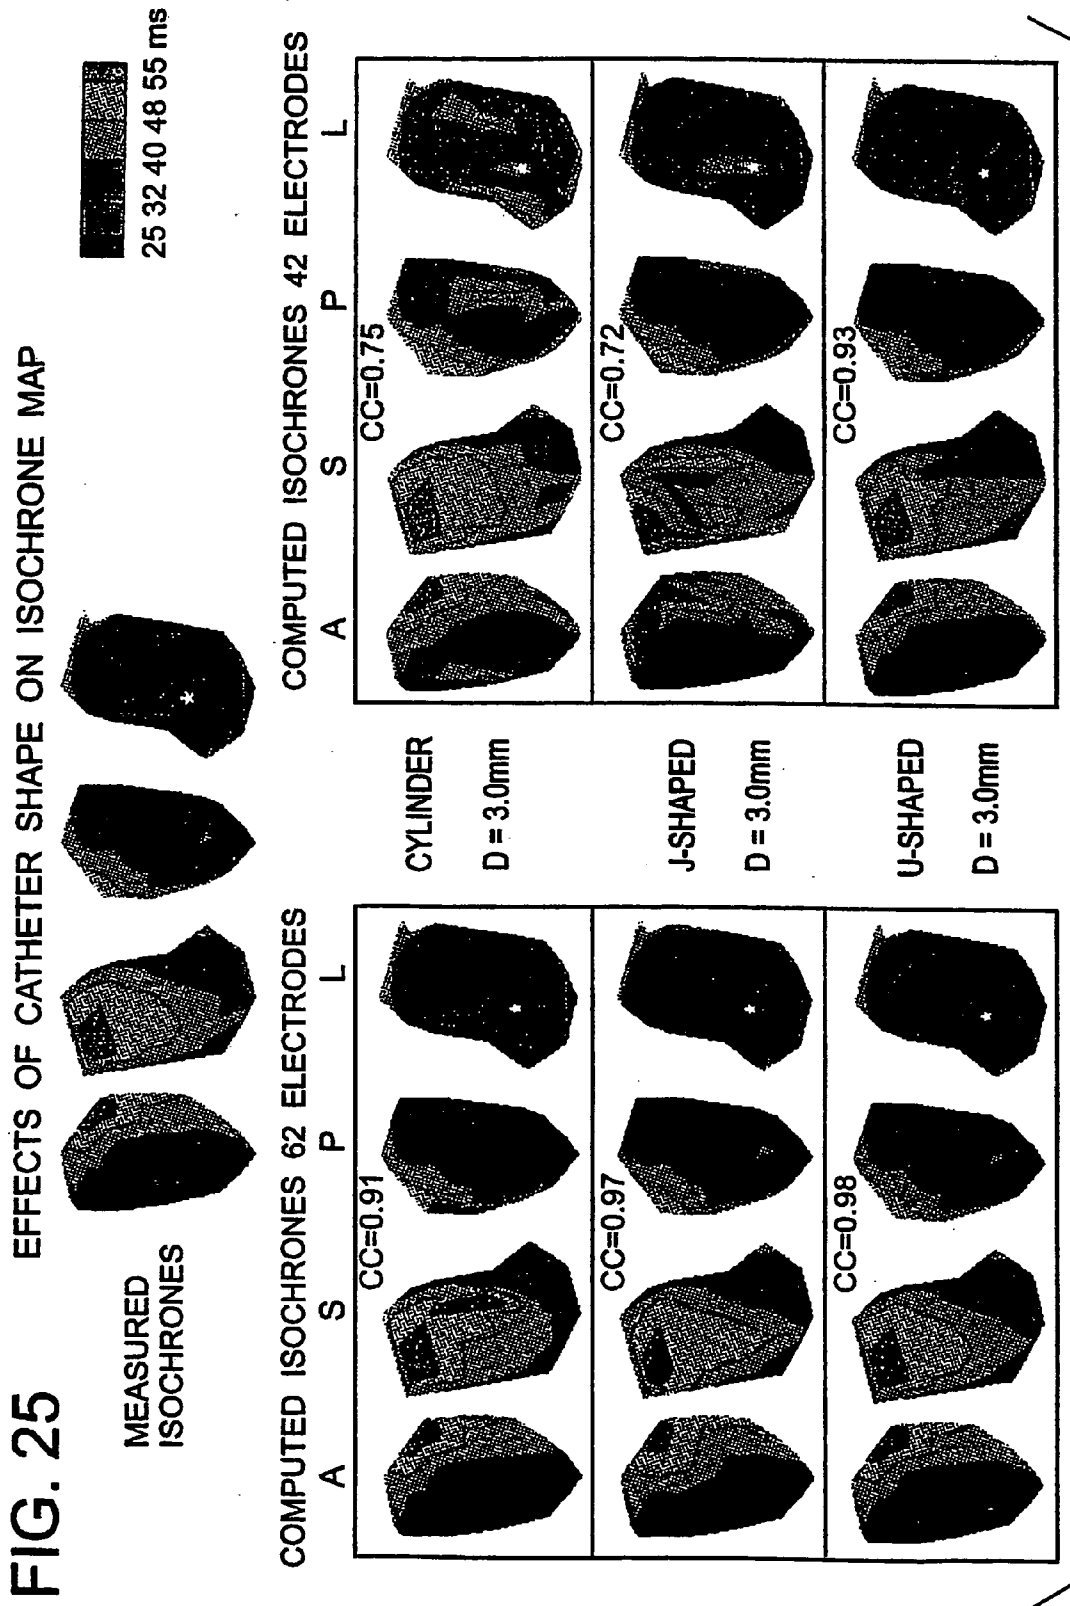 FIG. 25
EFFECTS OF CATHETER SHAPE ON ISOCHRONE MAP
25 32 40 48 55 ms
MEASURED
ISOCHRONES
COMPUTED ISOCHRONES 62 ELECTRODES
A S P L
CC=0.91
CC=0.97
CC=0.98
CYLINDER
D = 3.0mm
J-SHAPED
D = 3.0mm
U-SHAPED
D = 3.0mm
COMPUTED ISOCHRONES 42 ELECTRODES
A S P L
CC=0.75
CC=0.72
CC=0.93